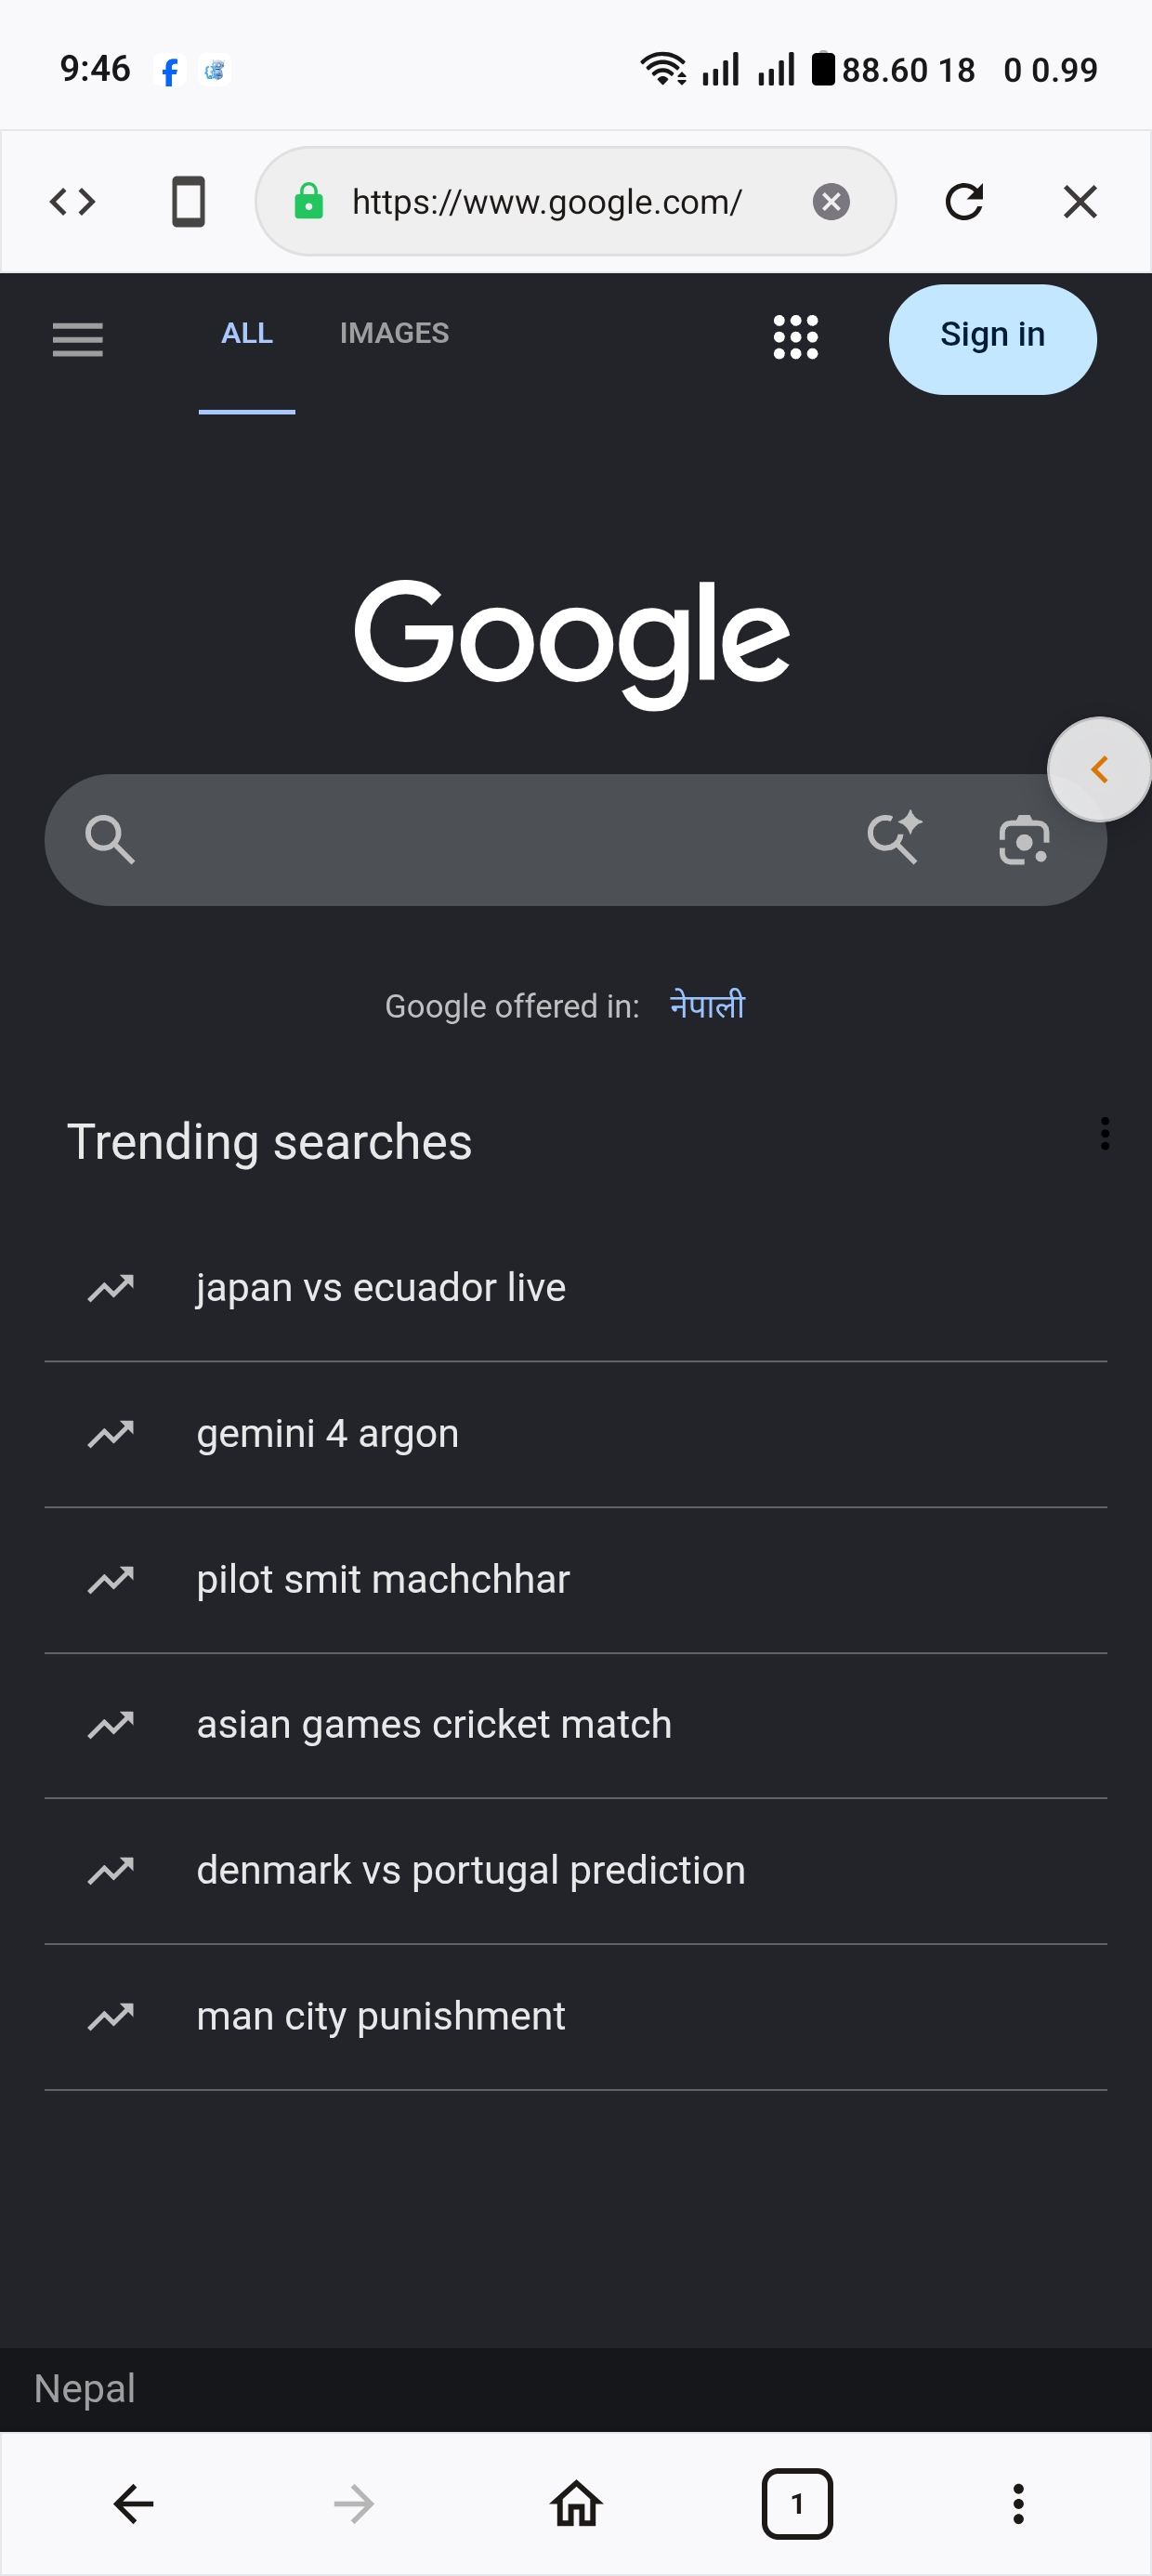 9:46 88.60 18 0 0.99
https://www.google.com/
ALL IMAGES Sign in
Google
Google offered in: नेपाली
Trending searches
japan vs ecuador live
gemini 4 argon
pilot smit machchhar
asian games cricket match
denmark vs portugal prediction
man city punishment
Nepal
1